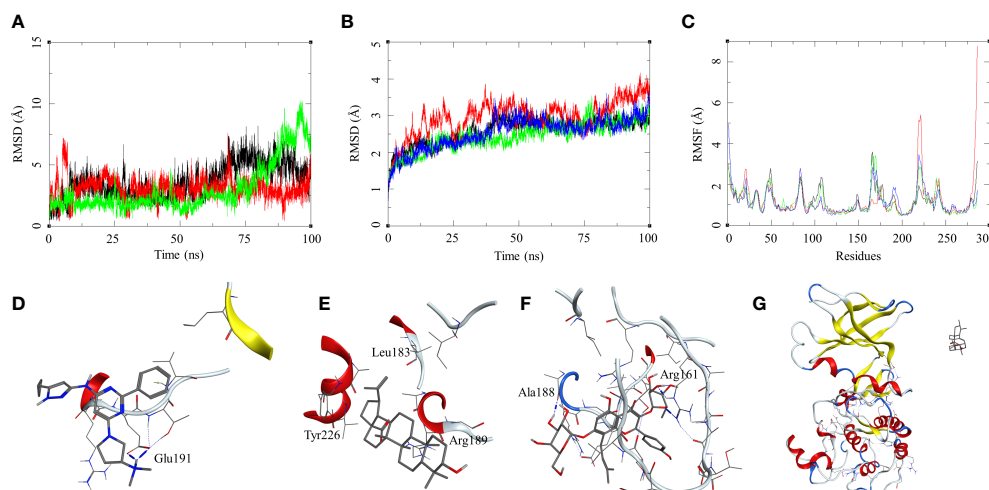 A
B
C
15
10
5
0
RMSD (Å)
0
25
50
75
100
Time (ns)
5
4
3
2
1
0
RMSD (Å)
0
25
50
75
100
Time (ns)
8
6
4
2
0
RMSF (Å)
0
50
100
150
200
250
300
Residues
D
E
F
G
Glu191
Leu183
Tyr226
Arg189
Ala188
Arg161